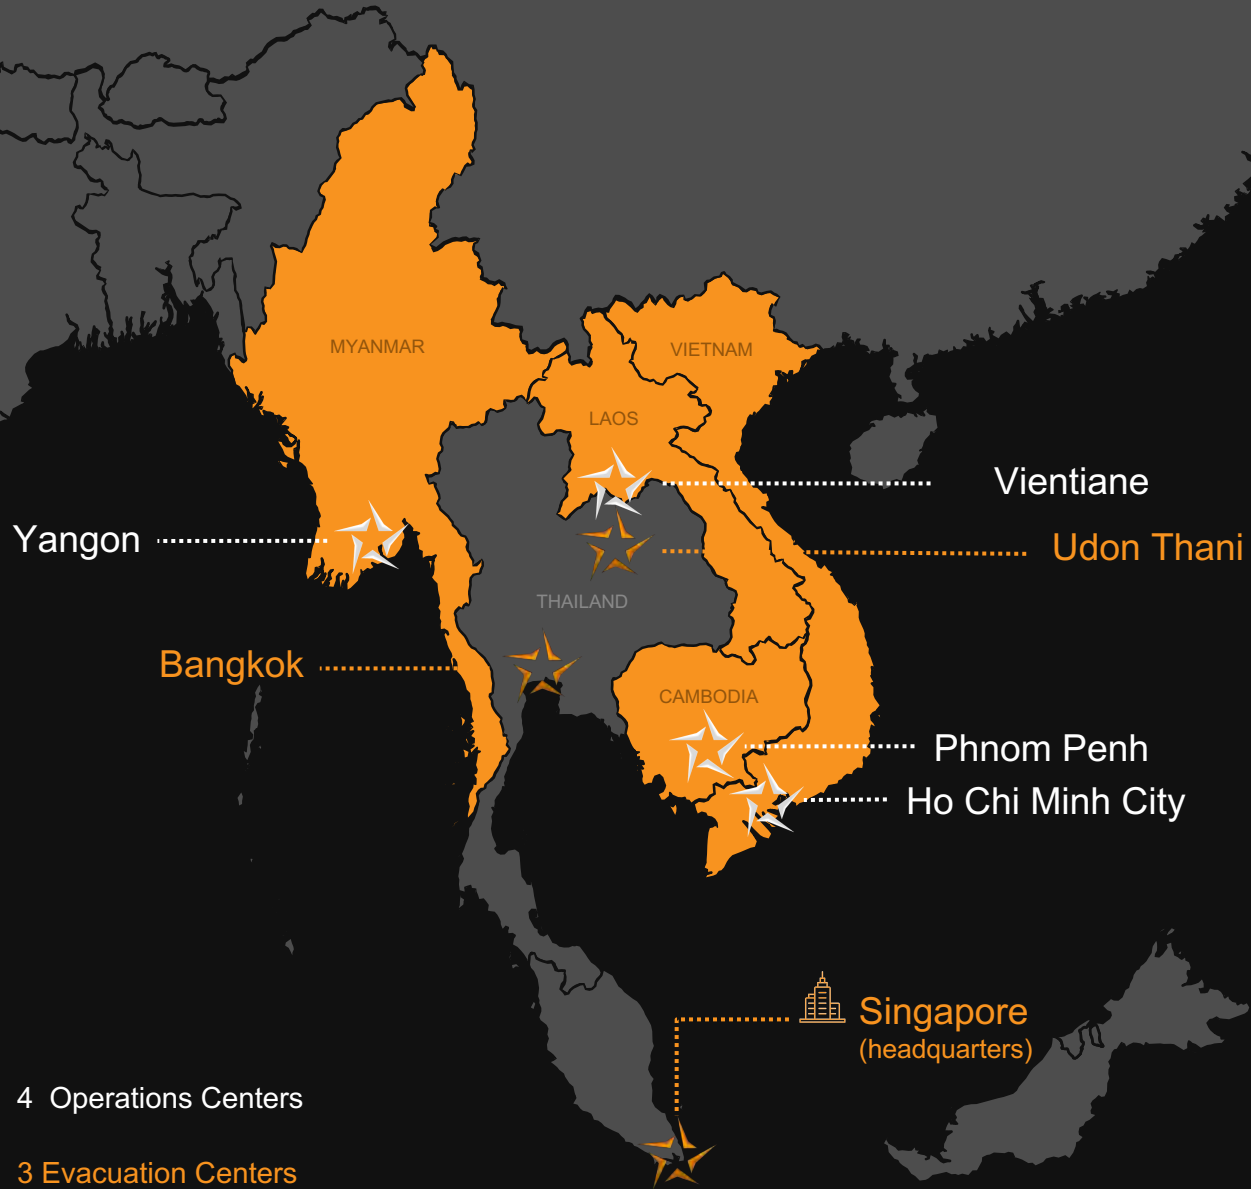 MYANMAR
VIETNAM
LAOS
Vientiane
Yangon
Udon Thani
THAILAND
Bangkok
CAMBODIA
Phnom Penh
Ho Chi Minh City
Singapore
(headquarters)
4 Operations Centers
3 Evacuation Centers